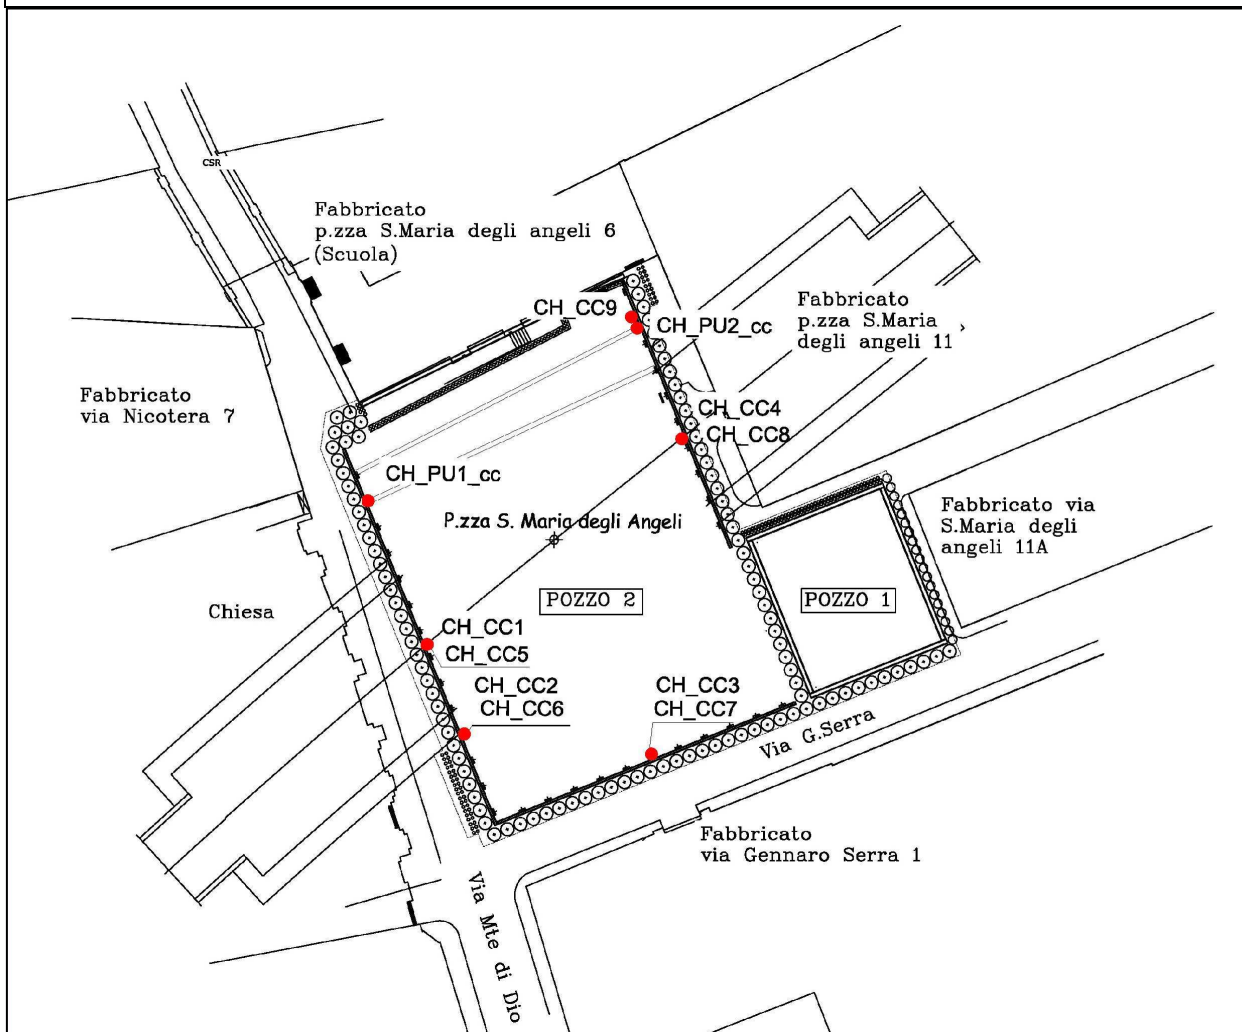 CSR
Fabbricato
p.zza S.Maria degli angeli 6
(Scuola)
CH_CC9
CH_PU2_cc
Fabbricato
p.zza S.Maria
degli angeli 11
Fabbricato
via Nicotera 7
CH_CC4
CH_CC8
CH_PU1_cc
P.zza S. Maria degli Angeli
Fabbricato via
S.Maria degli
angeli 11A
POZZO 2
POZZO 1
Chiesa
CH_CC1
CH_CC5
CH_CC2
CH_CC6
CH_CC3
CH_CC7
Via G.Serra
Fabbricato
via Gennaro Serra 1
Via Mte di Dio